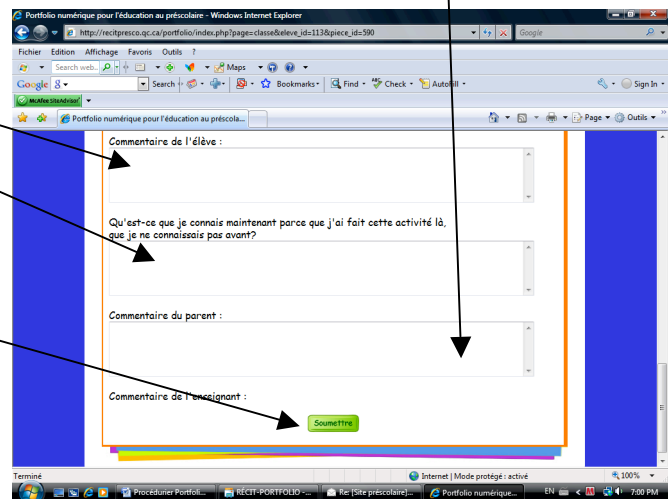 Portfolio numérique pour l'éducation au préscolaire - Windows Internet Explorer
http://recitpresco.qc.ca/portfolio/index.php?page=classe&eleve_id=113&piece_id=590
Google
Fichier Edition Affichage Favoris Outils ?
Search web... Maps
Google Search Bookmarks Find Check AutoFill Sign In
McAfee SiteAdvisor
Portfolio numérique pour l'éducation au préscola... Page Outils
Commentaire de l'élève :
Qu'est-ce que je connais maintenant parce que j'ai fait cette activité là,
que je ne connaissais pas avant?
Commentaire du parent :
Commentaire de l'enseignant :
Soumettre
Terminé Internet | Mode protégé : activé 100%
Procédurier Portfoli... RÉCIT-PORTFOLIO -... Re: [Site préscolaire]... Portfolio numérique... EN 7:00 PM